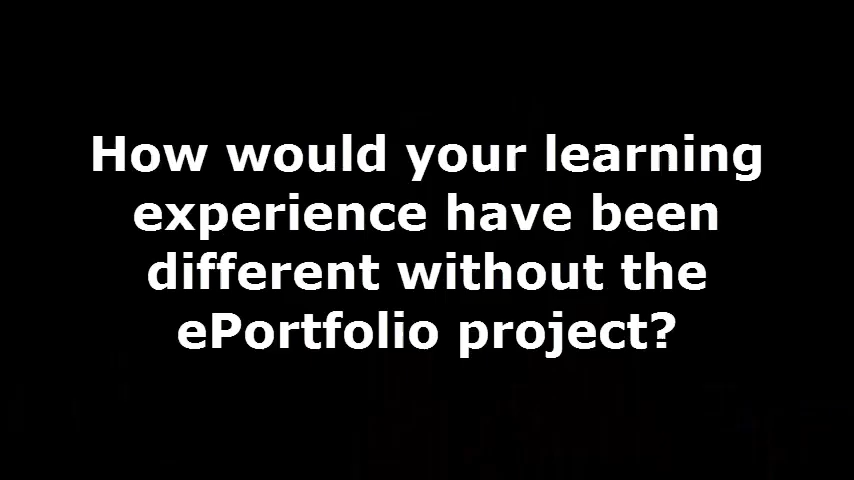 How would your learning
experience have been
different without the
ePortfolio project?